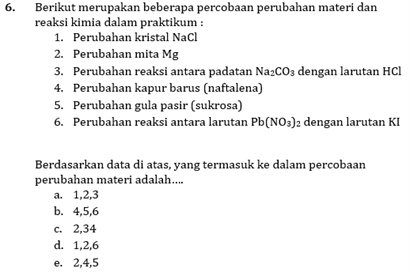 6. Berikut merupakan beberapa percobaan perubahan materi dan
reaksi kimia dalam praktikum :
1. Perubahan kristal NaCl
2. Perubahan mita Mg
3. Perubahan reaksi antara padatan Na₂CO₃ dengan larutan HCl
4. Perubahan kapur barus (naftalena)
5. Perubahan gula pasir (sukrosa)
6. Perubahan reaksi antara larutan Pb(NO₃)₂ dengan larutan KI
Berdasarkan data di atas, yang termasuk ke dalam percobaan
perubahan materi adalah....
a. 1,2,3
b. 4,5,6
c. 2,34
d. 1,2,6
e. 2,4,5